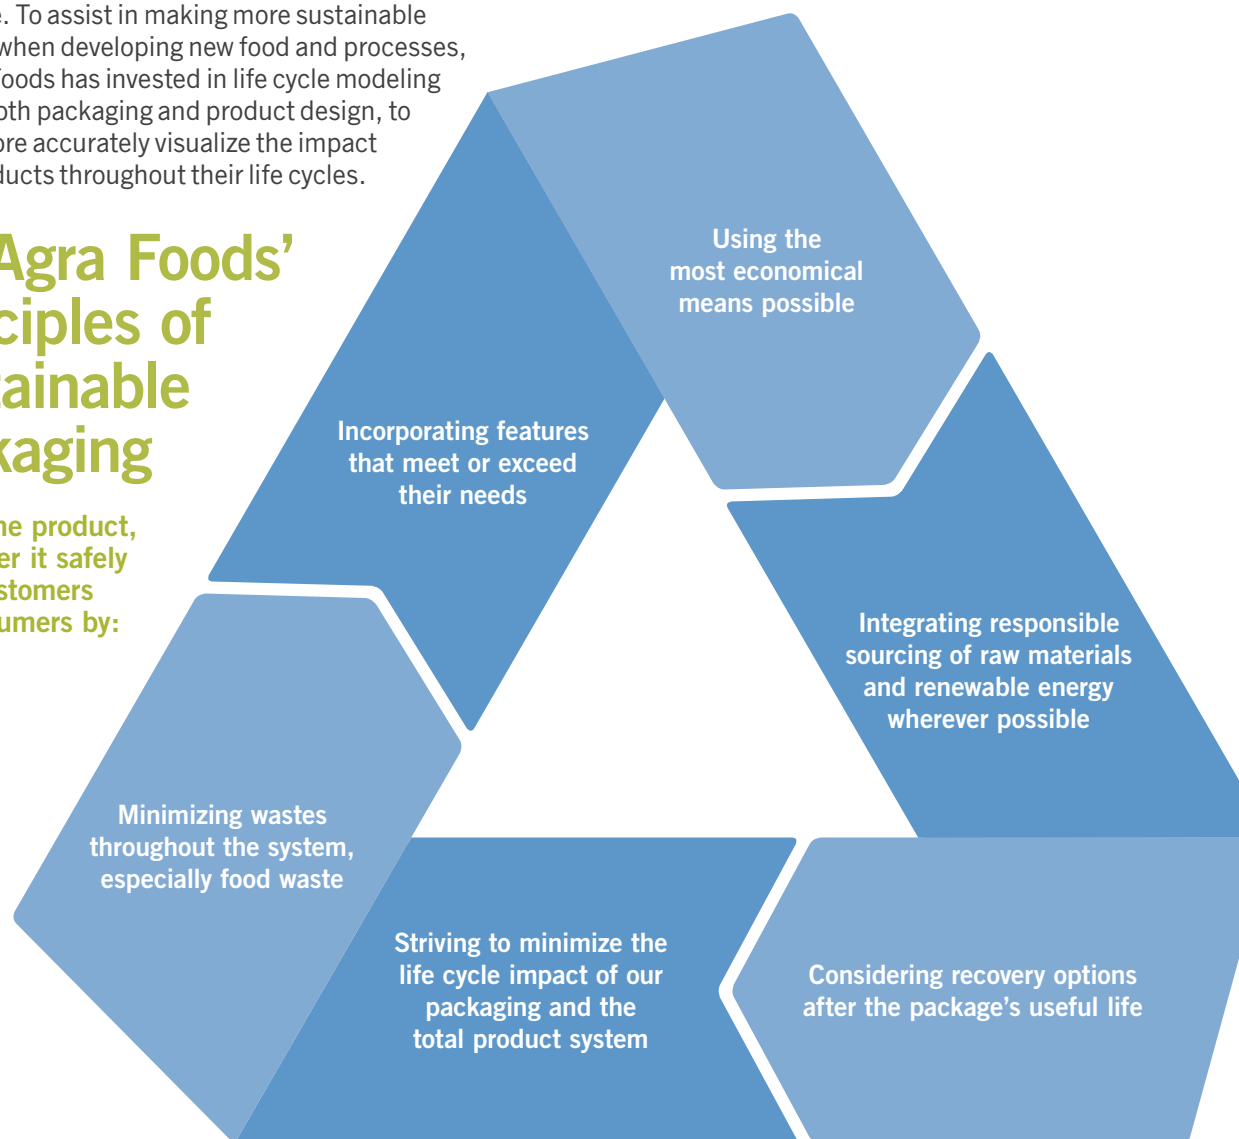 e. To assist in making more sustainable
when developing new food and processes,
Foods has invested in life cycle modeling
oth packaging and product design, to
ore accurately visualize the impact
ducts throughout their life cycles.
Agra Foods’
ciples of
tainable
kaging
ne product,
er it safely
stomers
umers by:
Using the
most economical
means possible
Incorporating features
that meet or exceed
their needs
Integrating responsible
sourcing of raw materials
and renewable energy
wherever possible
Minimizing wastes
throughout the system,
especially food waste
Striving to minimize the
life cycle impact of our
packaging and the
total product system
Considering recovery options
after the package’s useful life